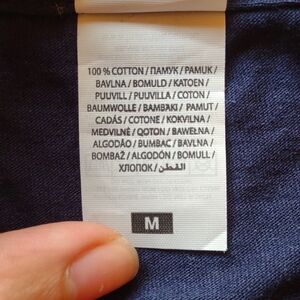 100 % COTTON / ПАМУК / PAMUK /
BAVLNA / BOMULD / KATOEN /
PUUVILL / PUUVILLA / COTON /
BAUMWOLLE / BAMBAKI / PAMUT /
CADÁS / COTONE / KOKVILNA /
MEDVILNĖ / QOTON / BAWEŁNA /
ALGODÃO / BUMBAC / BAVLNA /
BOMBAŽ / ALGODÓN / BOMULL /
ХЛОПОК / القطن /
M